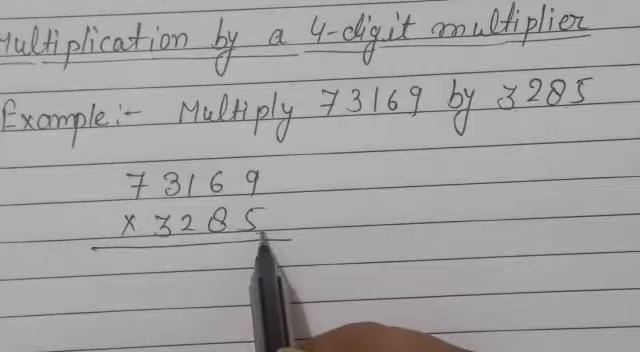 Multiplication by a 4-digit multiplier
Example:- Multiply 73169 by 3285
73169
x 3285